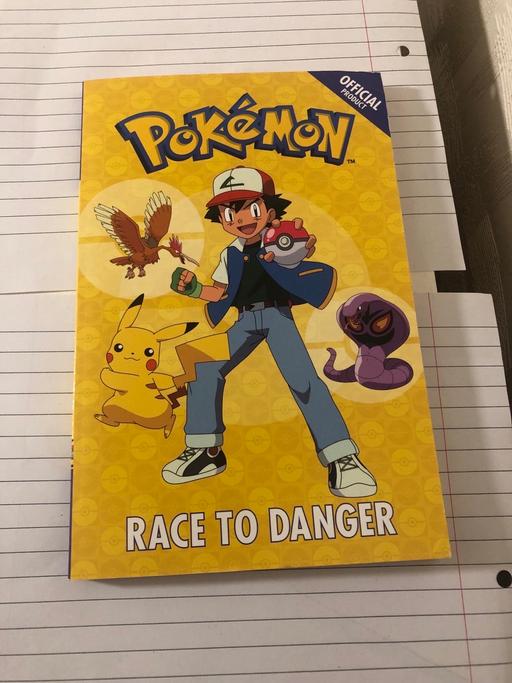 OFFICIAL
PRODUCT
POKéMON
TM
RACE TO DANGER